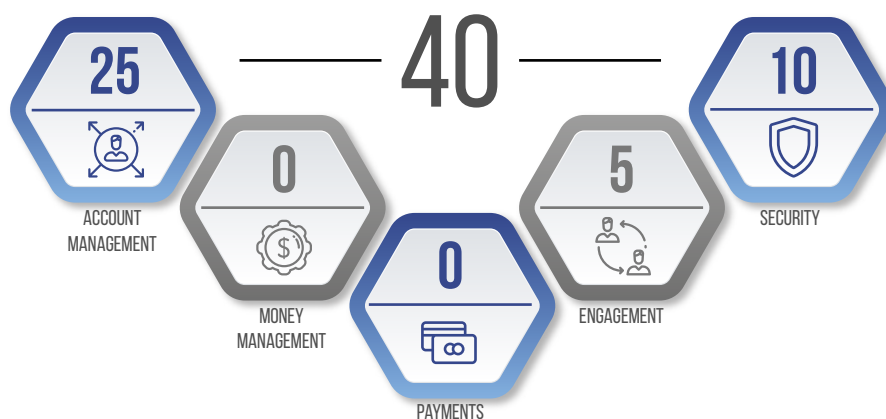 40
25
ACCOUNT
MANAGEMENT
0
$
MONEY
MANAGEMENT
0
PAYMENTS
5
ENGAGEMENT
10
SECURITY